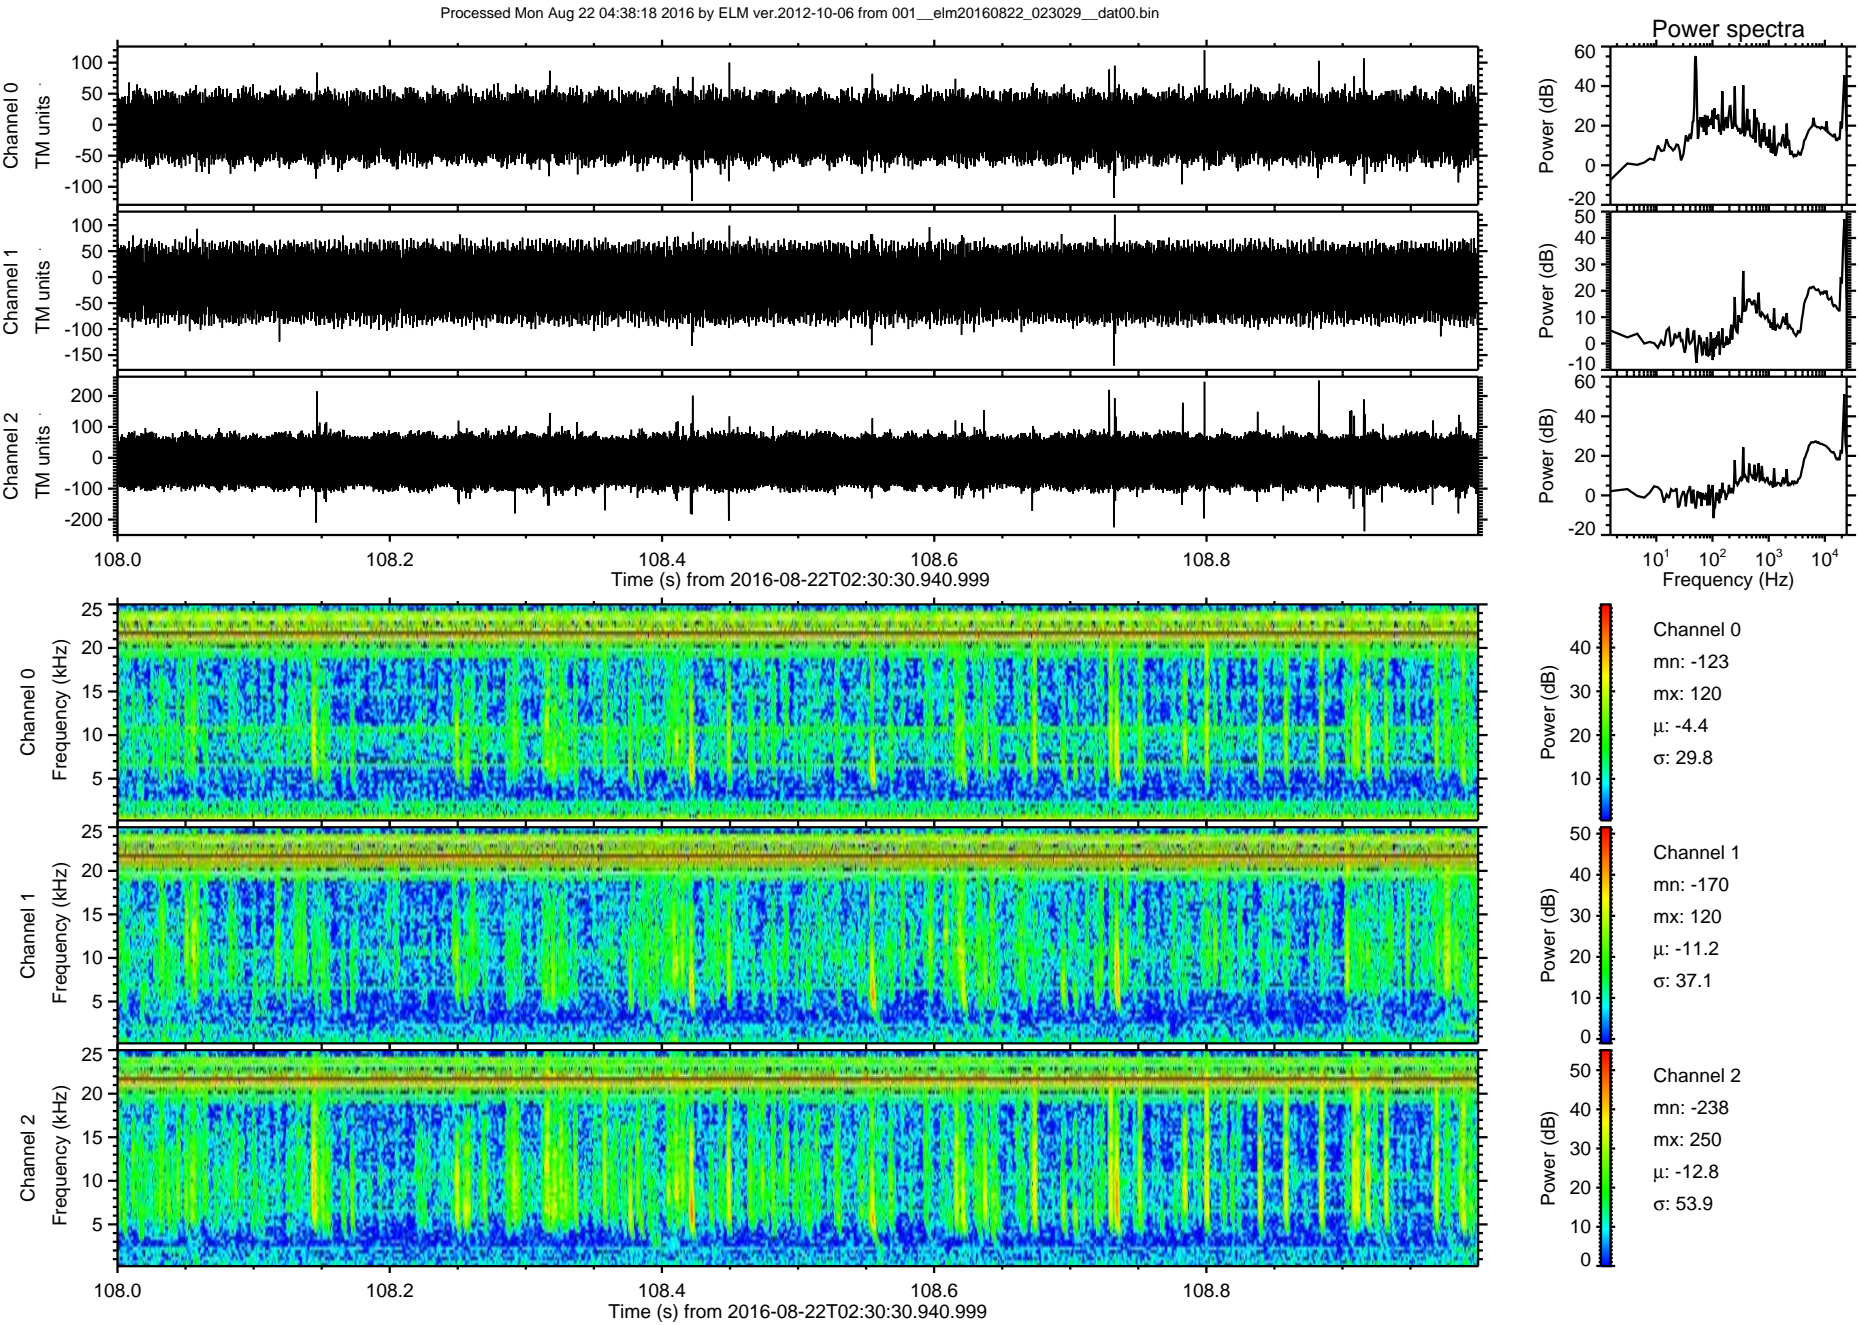 Processed Mon Aug 22 04:38:18 2016 by ELM ver.2012-10-06 from 001__elm20160822_023029__dat00.bin
Power spectra
Channel 0
TM units
100
50
0
-50
-100
Power (dB)
60
40
20
0
-20
Channel 1
TM units
100
50
0
-50
-100
-150
Power (dB)
50
40
30
20
10
0
-10
Channel 2
TM units
200
100
0
-100
-200
Power (dB)
60
40
20
0
-20
108.0 108.2 108.4 108.6 108.8
Time (s) from 2016-08-22T02:30:30.940.999
10¹ 10² 10³ 10⁴
Frequency (Hz)
Channel 0
Frequency (kHz)
25
20
15
10
5
Power (dB)
40
30
20
10
Channel 0
mn: -123
mx: 120
μ: -4.4
σ: 29.8
Channel 1
Frequency (kHz)
25
20
15
10
5
Power (dB)
50
40
30
20
10
0
Channel 1
mn: -170
mx: 120
μ: -11.2
σ: 37.1
Channel 2
Frequency (kHz)
25
20
15
10
5
Power (dB)
50
40
30
20
10
0
Channel 2
mn: -238
mx: 250
μ: -12.8
σ: 53.9
108.0 108.2 108.4 108.6 108.8
Time (s) from 2016-08-22T02:30:30.940.999